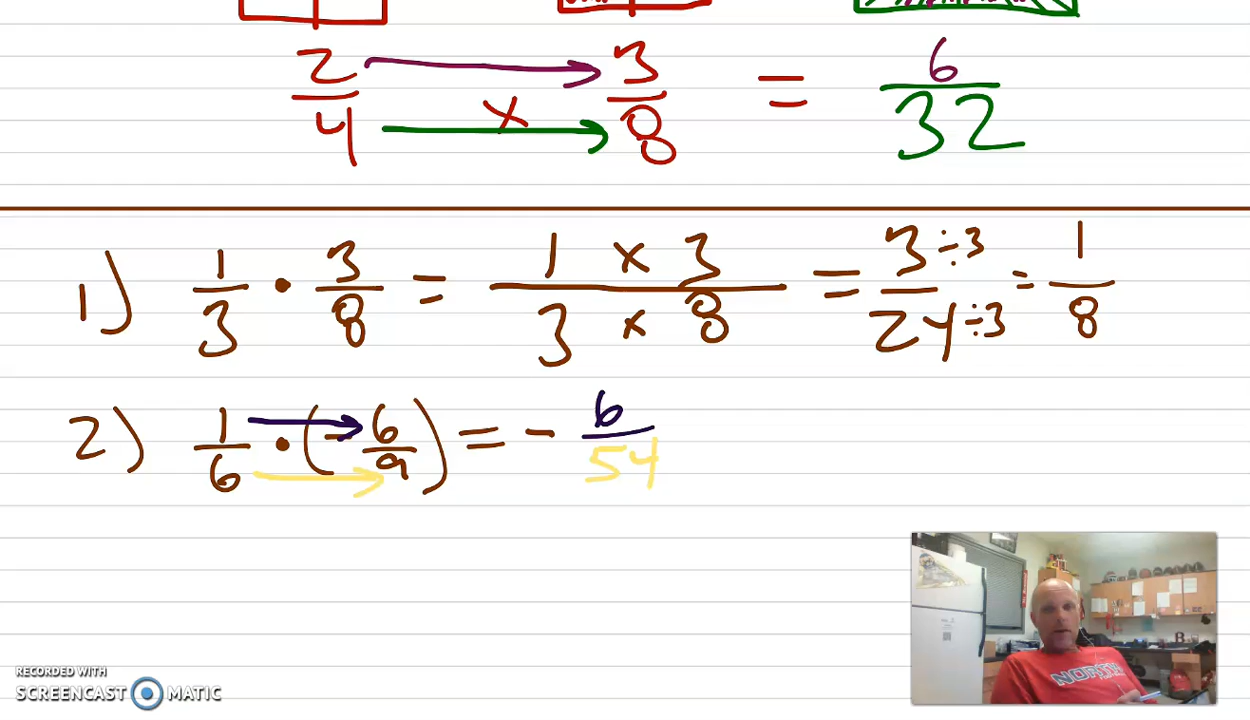 2/4 x 3/8 = 6/32
1) 1/3 • 3/8 = 1 x 3 / 3 x 8 = 3÷3 / 24÷3 = 1/8
2) 1/6 • (- 6/9) = - 6/54
NORTH
RECORDED WITH
SCREENCAST MATIC